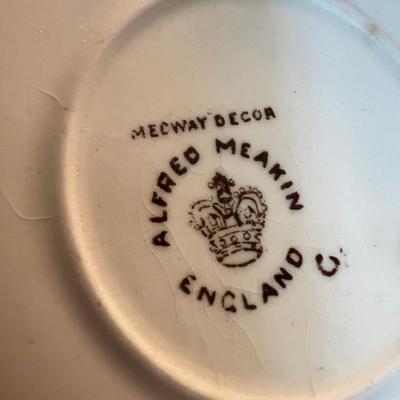 MEDWAY DECOR
ALFRED MEAKIN
ENGLAND
C